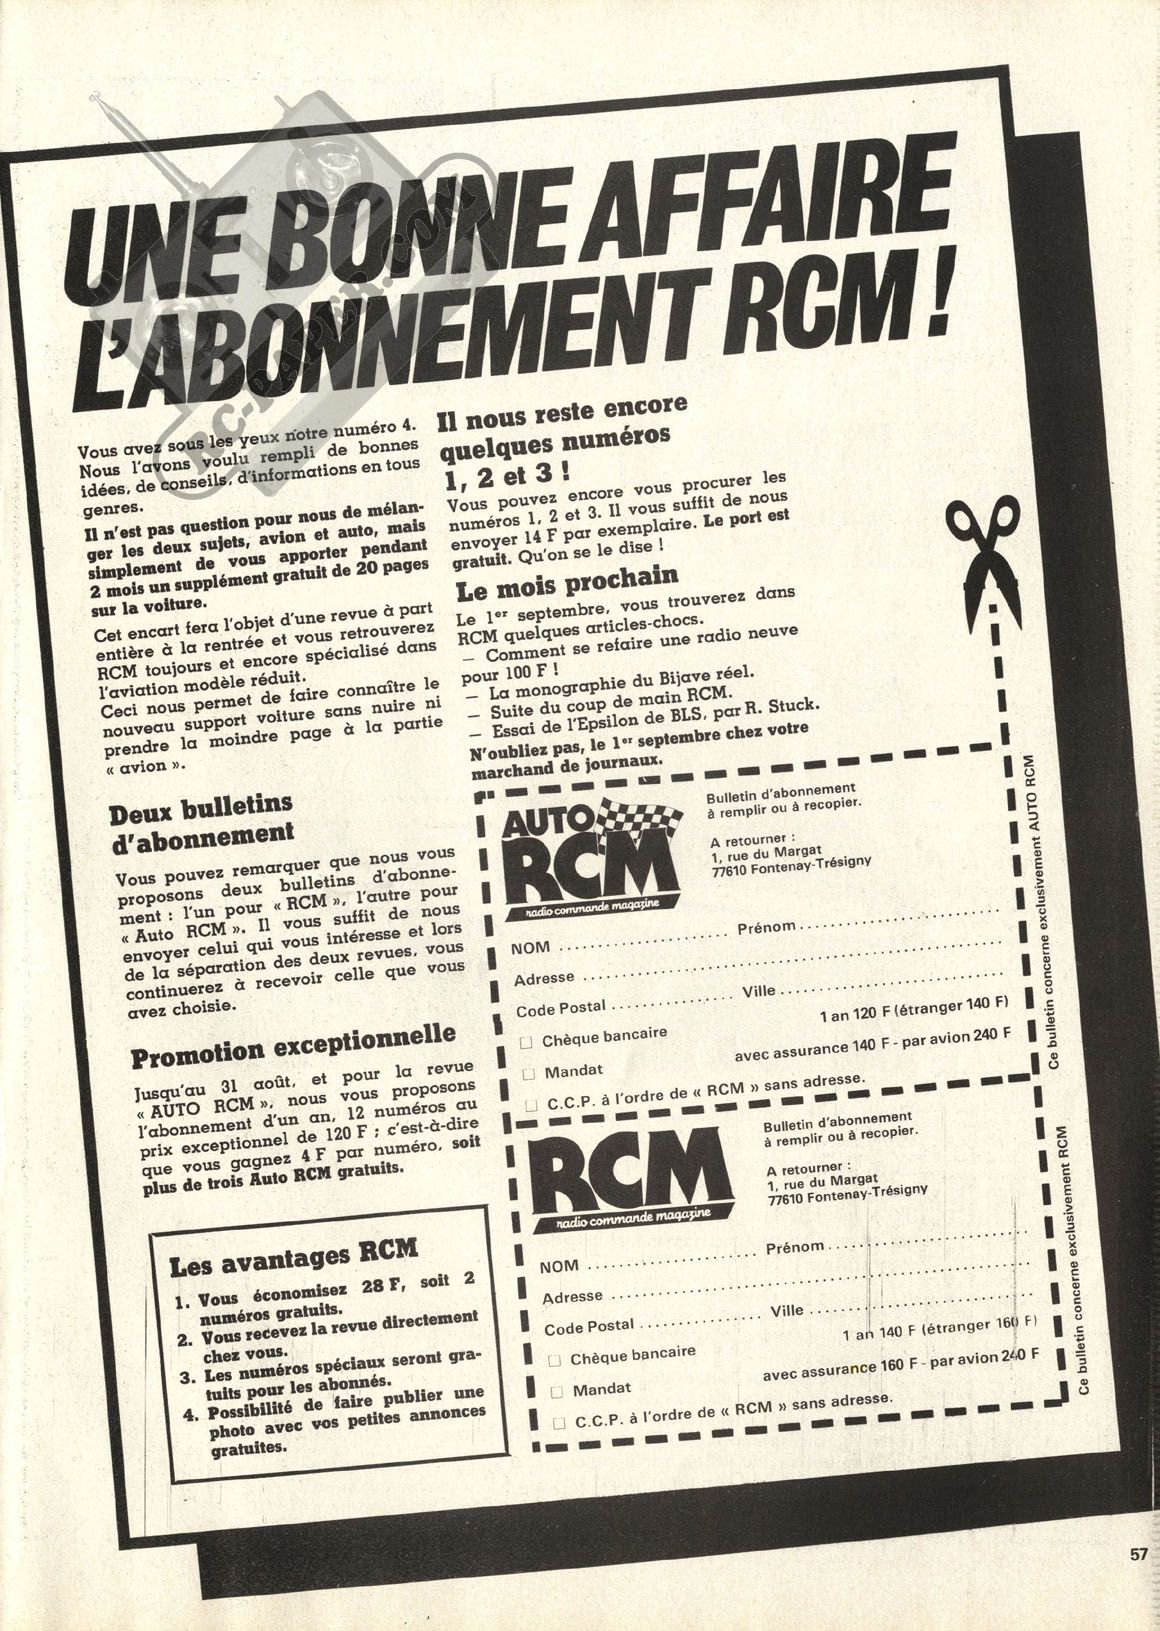 UNE BONNE AFFAIRE
L'ABONNEMENT RCM !
RC-PAPER.COM
Vous avez sous les yeux notre numéro 4.
Nous l'avons voulu rempli de bonnes
idées, de conseils, d'informations en tous
genres.
Il n'est pas question pour nous de mélan-
ger les deux sujets, avion et auto, mais
simplement de vous apporter pendant
2 mois un supplément gratuit de 20 pages
sur la voiture.
Cet encart fera l'objet d'une revue à part
entière à la rentrée et vous retrouverez
RCM toujours et encore spécialisé dans
l'aviation modèle réduit.
Ceci nous permet de faire connaître le
nouveau support voiture sans nuire ni
prendre la moindre page à la partie
« avion ».
Deux bulletins
d'abonnement
Vous pouvez remarquer que nous vous
proposons deux bulletins d'abonne-
ment : l'un pour « RCM », l'autre pour
« Auto RCM ». Il vous suffit de nous
envoyer celui qui vous intéresse et lors
de la séparation des deux revues, vous
continuerez à recevoir celle que vous
avez choisie.
Promotion exceptionnelle
Jusqu'au 31 août, et pour la revue
« AUTO RCM », nous vous proposons
l'abonnement d'un an, 12 numéros au
prix exceptionnel de 120 F ; c'est-à-dire
que vous gagnez 4 F par numéro, soit
plus de trois Auto RCM gratuits.
Les avantages RCM
1. Vous économisez 28 F, soit 2
numéros gratuits.
2. Vous recevez la revue directement
chez vous.
3. Les numéros spéciaux seront gra-
tuits pour les abonnés.
4. Possibilité de faire publier une
photo avec vos petites annonces
gratuites.
Il nous reste encore
quelques numéros
1, 2 et 3 !
Vous pouvez encore vous procurer les
numéros 1, 2 et 3. Il vous suffit de nous
envoyer 14 F par exemplaire. Le port est
gratuit. Qu'on se le dise !
Le mois prochain
Le 1er septembre, vous trouverez dans
RCM quelques articles-chocs.
– Comment se refaire une radio neuve
pour 100 F !
– La monographie du Bijave réel.
– Suite du coup de main RCM.
– Essai de l'Epsilon de BLS, par R. Stuck.
N'oubliez pas, le 1er septembre chez votre
marchand de journaux.
AUTO
RCM
radio commande magazine
Bulletin d'abonnement
à remplir ou à recopier.
A retourner :
1, rue du Margat
77610 Fontenay-Trésigny
NOM ........................ Prénom ............................
Adresse ............................................................
Code Postal .................. Ville ................................
1 an 120 F (étranger 140 F)
□ Chèque bancaire
avec assurance 140 F - par avion 240 F
□ Mandat
□ C.C.P. à l'ordre de « RCM » sans adresse.
Ce bulletin concerne exclusivement AUTO RCM
RCM
radio commande magazine
Bulletin d'abonnement
à remplir ou à recopier.
A retourner :
1, rue du Margat
77610 Fontenay-Trésigny
NOM ........................ Prénom ............................
Adresse ............................................................
Code Postal .................. Ville ................................
1 an 140 F (étranger 160 F)
□ Chèque bancaire
avec assurance 160 F - par avion 240 F
□ Mandat
□ C.C.P. à l'ordre de « RCM » sans adresse.
Ce bulletin concerne exclusivement RCM
57